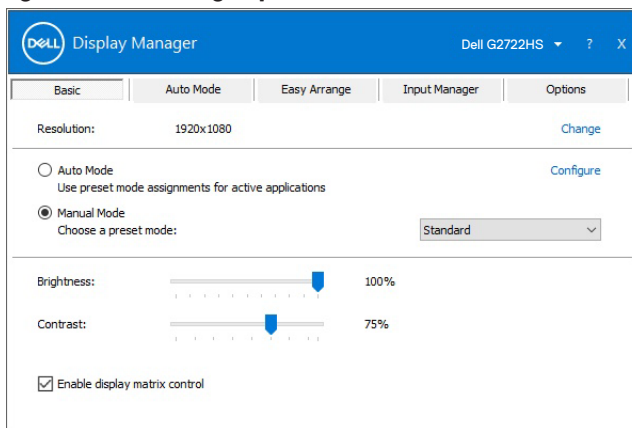 DELL Display Manager Dell G2722HS ? X
Basic Auto Mode Easy Arrange Input Manager Options
Resolution: 1920x1080 Change
Auto Mode Configure
Use preset mode assignments for active applications
Manual Mode
Choose a preset mode: Standard
Brightness: 100%
Contrast: 75%
Enable display matrix control